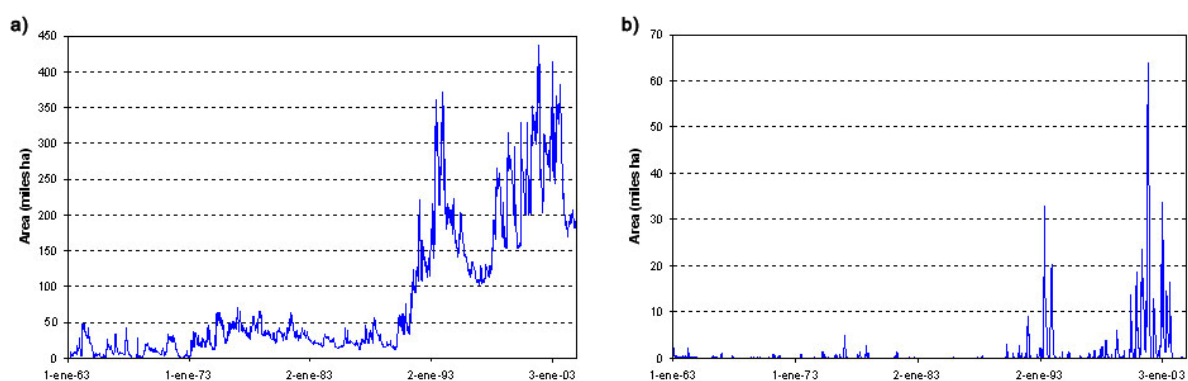 a)
450
400
350
300
250
200
150
100
50
0
Area (miles ha)
1-ene-63
1-ene-73
2-ene-83
2-ene-93
3-ene-03
b)
70
60
50
40
30
20
10
0
Area (miles ha)
1-ene-63
1-ene-73
2-ene-83
2-ene-93
3-ene-03